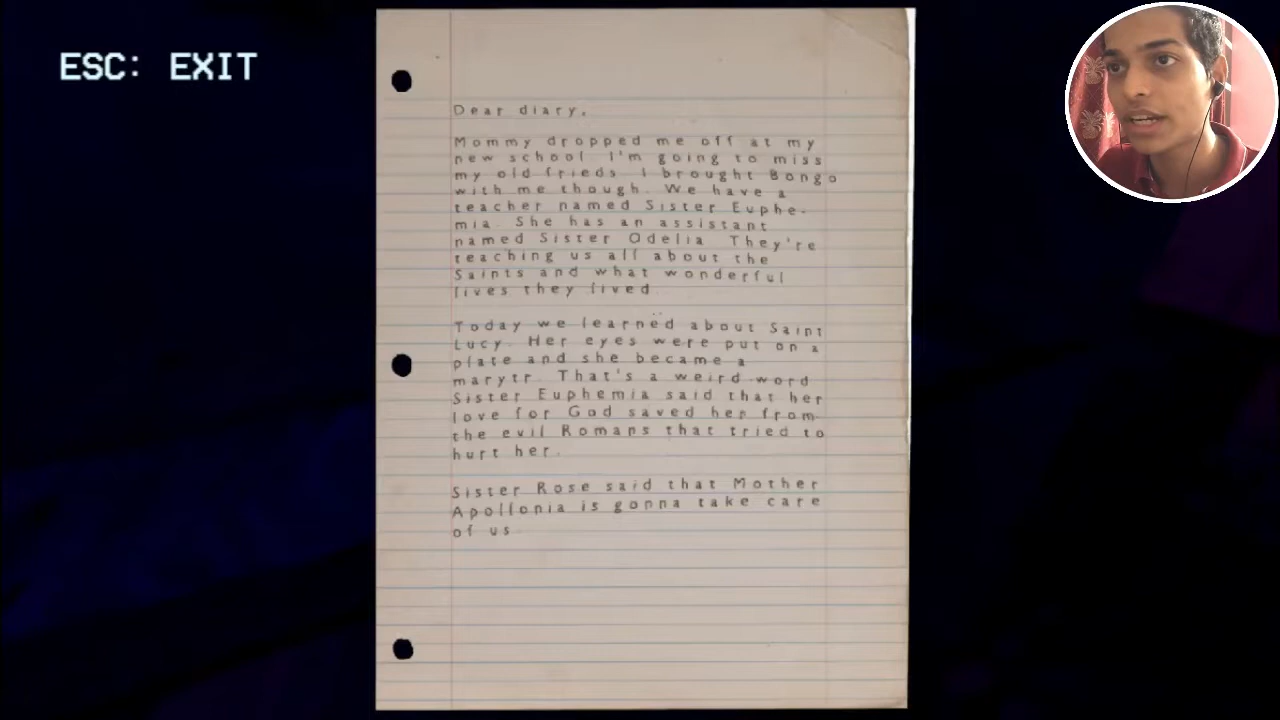 ESC: EXIT
Dear diary,
Mommy dropped me off at my
new school. I'm going to miss
my old frieds. I brought Bongo
with me though. We have a
teacher named Sister Euphe-
mia. She has an assistant
named Sister Odelia. They're
teaching us all about the
Saints and what wonderful
lives they lived.
Today we learned about Saint
Lucy. Her eyes were put on a
plate and she became a
marytr. That's a weird word.
Sister Euphemia said that her
love for God saved her from
the evil Romans that tried to
hurt her.
Sister Rose said that Mother
Apollonia is gonna take care
of us.